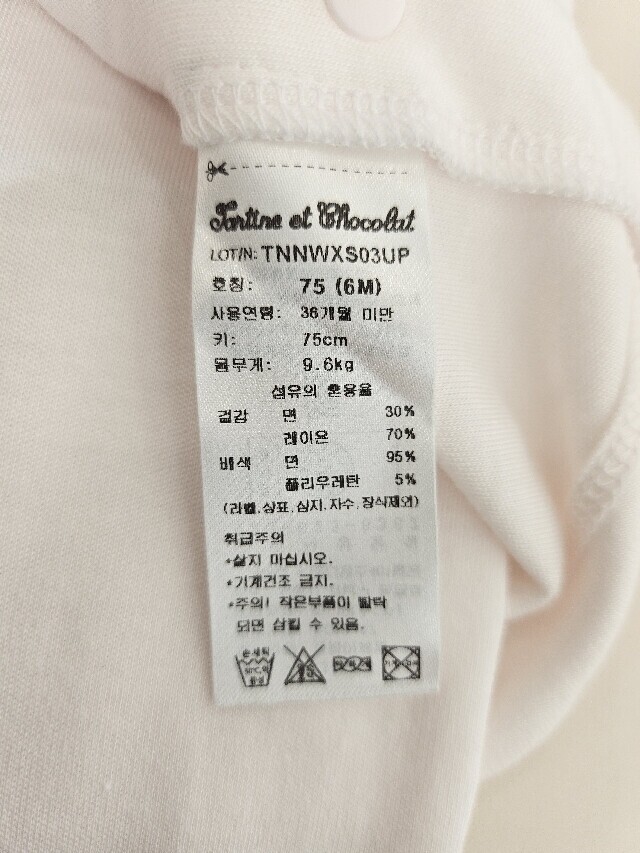 Tartine et Chocolat
LOT/N: TNNWXS03UP
호칭: 75 (6M)
사용연령: 36개월 미만
키: 75cm
몸무게: 9.6kg
섬유의 혼용율
겉감 면 30%
레이온 70%
배색 면 95%
폴리우레탄 5%
(라벨,상표,심지,자수,장식제외)
취급주의
*삶지 마십시오.
*기계건조 금지.
*주의! 작은부품이 탈락
되면 삼킬 수 있음.
손세탁